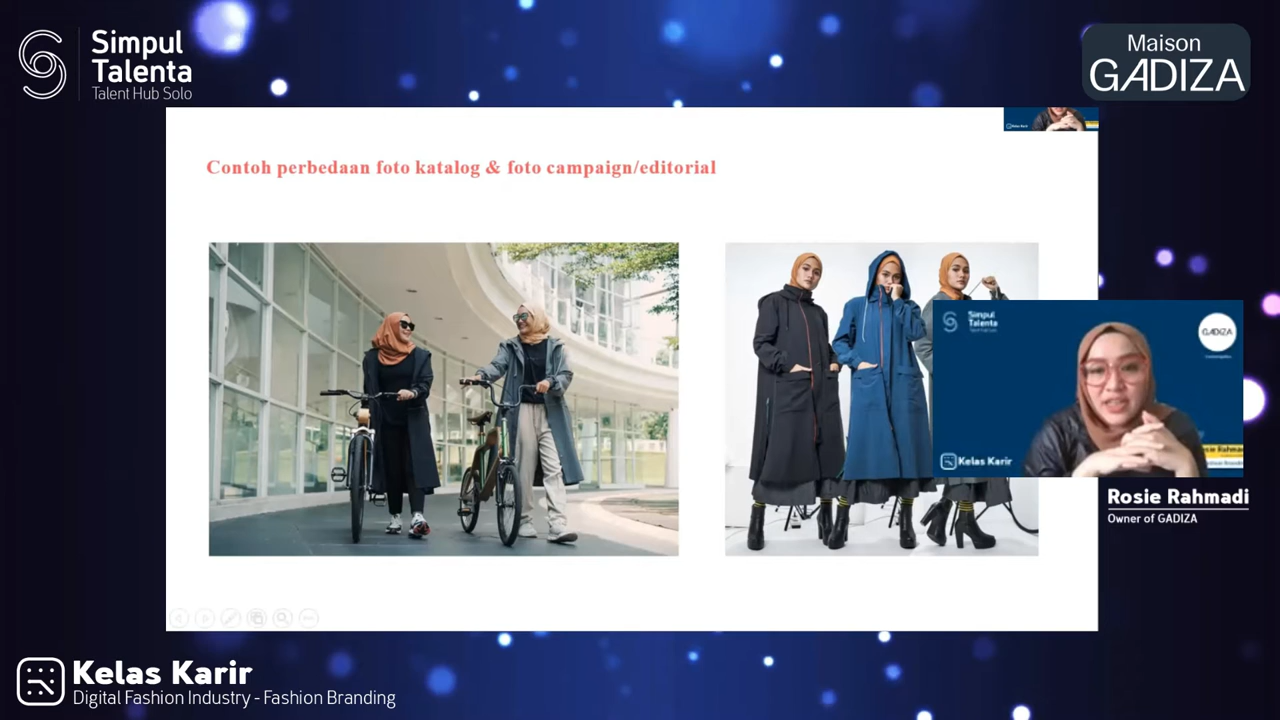 Simpul
Talenta
Talent Hub Solo
Maison
GADIZA
Contoh perbedaan foto katalog & foto campaign/editorial
Simpul
Talenta
GADIZA
Kelas Karir
Rosie Rahmadi
Owner of GADIZA
Kelas Karir
Digital Fashion Industry - Fashion Branding